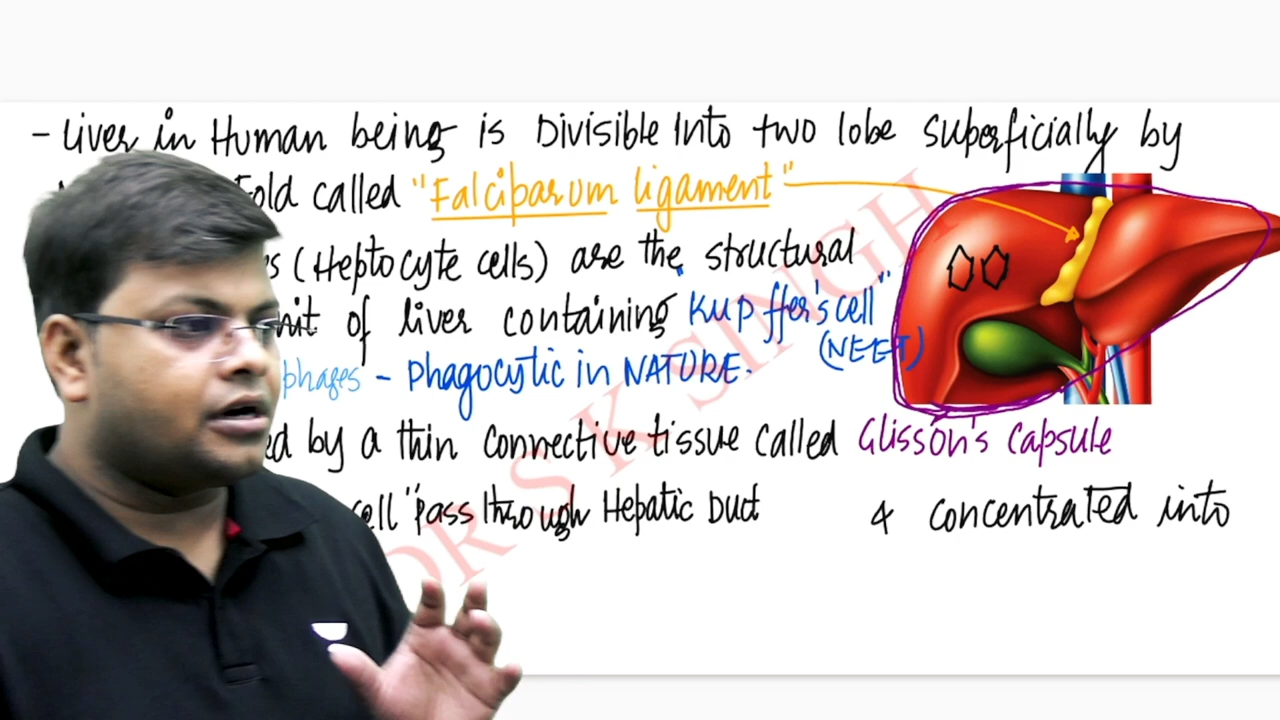 - Liver in Human being is Divisible Into two lobe superficially by
Fold called "Falciparum ligament"
(Heptocyte cells) are the structural
of liver containing "Kupffer's cell"
(NEET)
phages - Phagocytic in NATURE.
by a thin connective tissue called Glisson's capsule
cell" pass through Hepatic Duct & concentrated into
DR S K SINGH